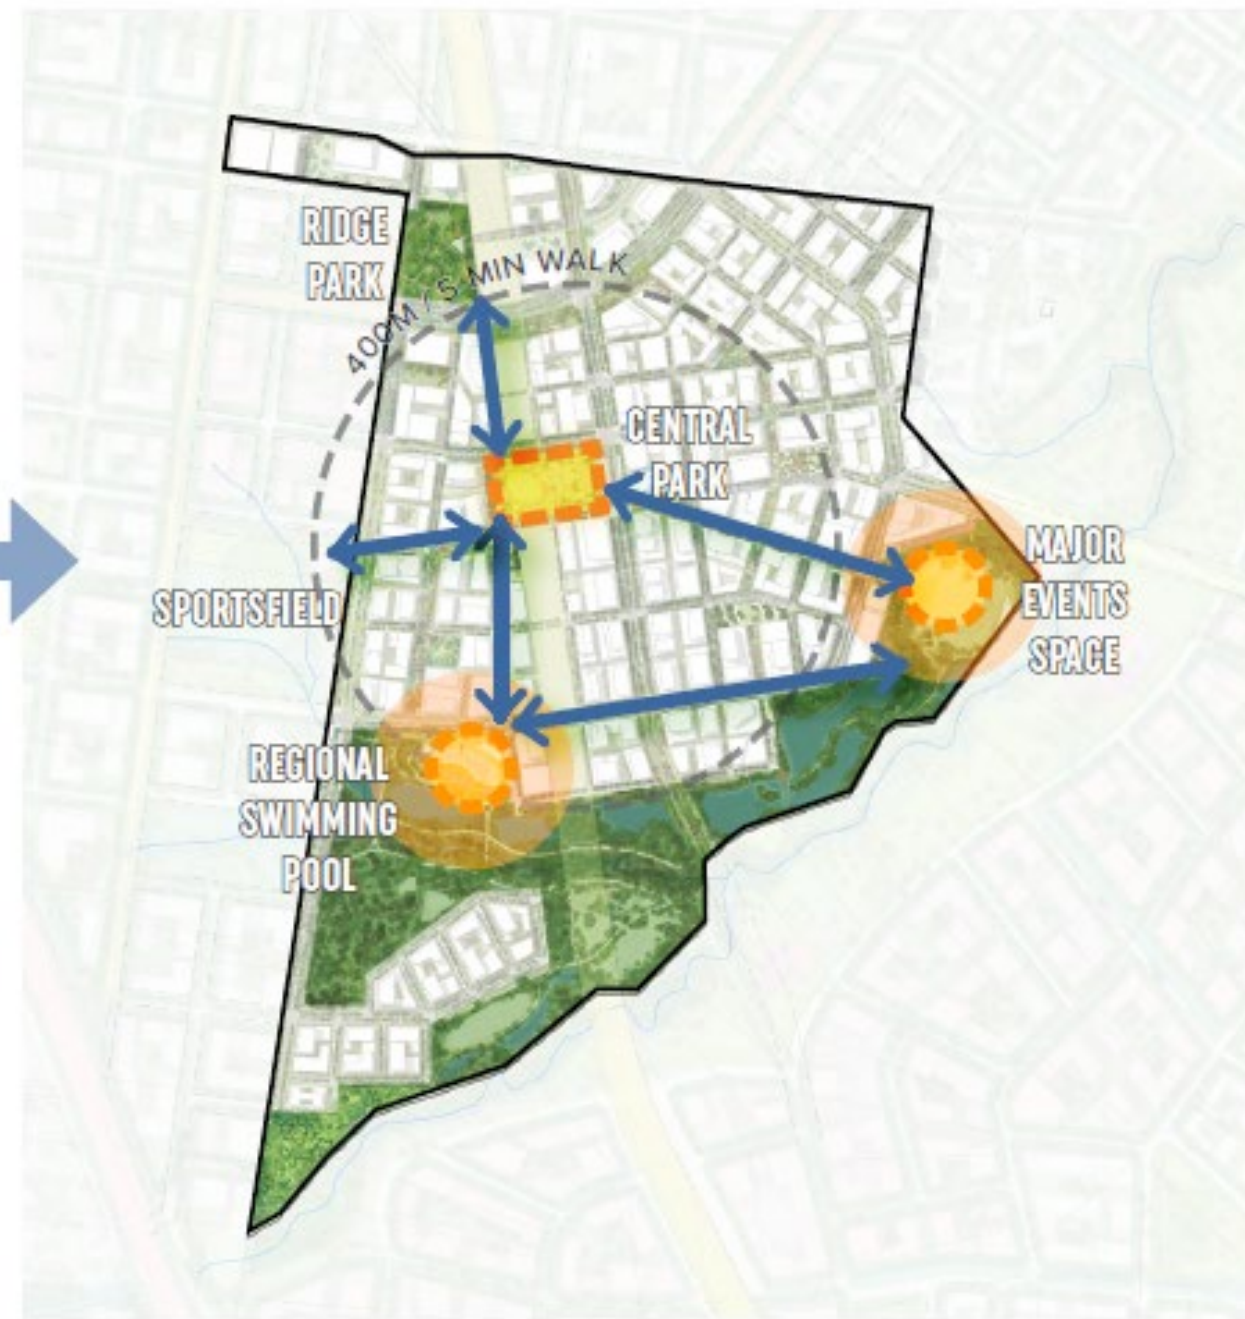 RIDGE
PARK
400M / 5 MIN WALK
CENTRAL
PARK
MAJOR
EVENTS
SPACE
SPORTSFIELD
REGIONAL
SWIMMING
POOL